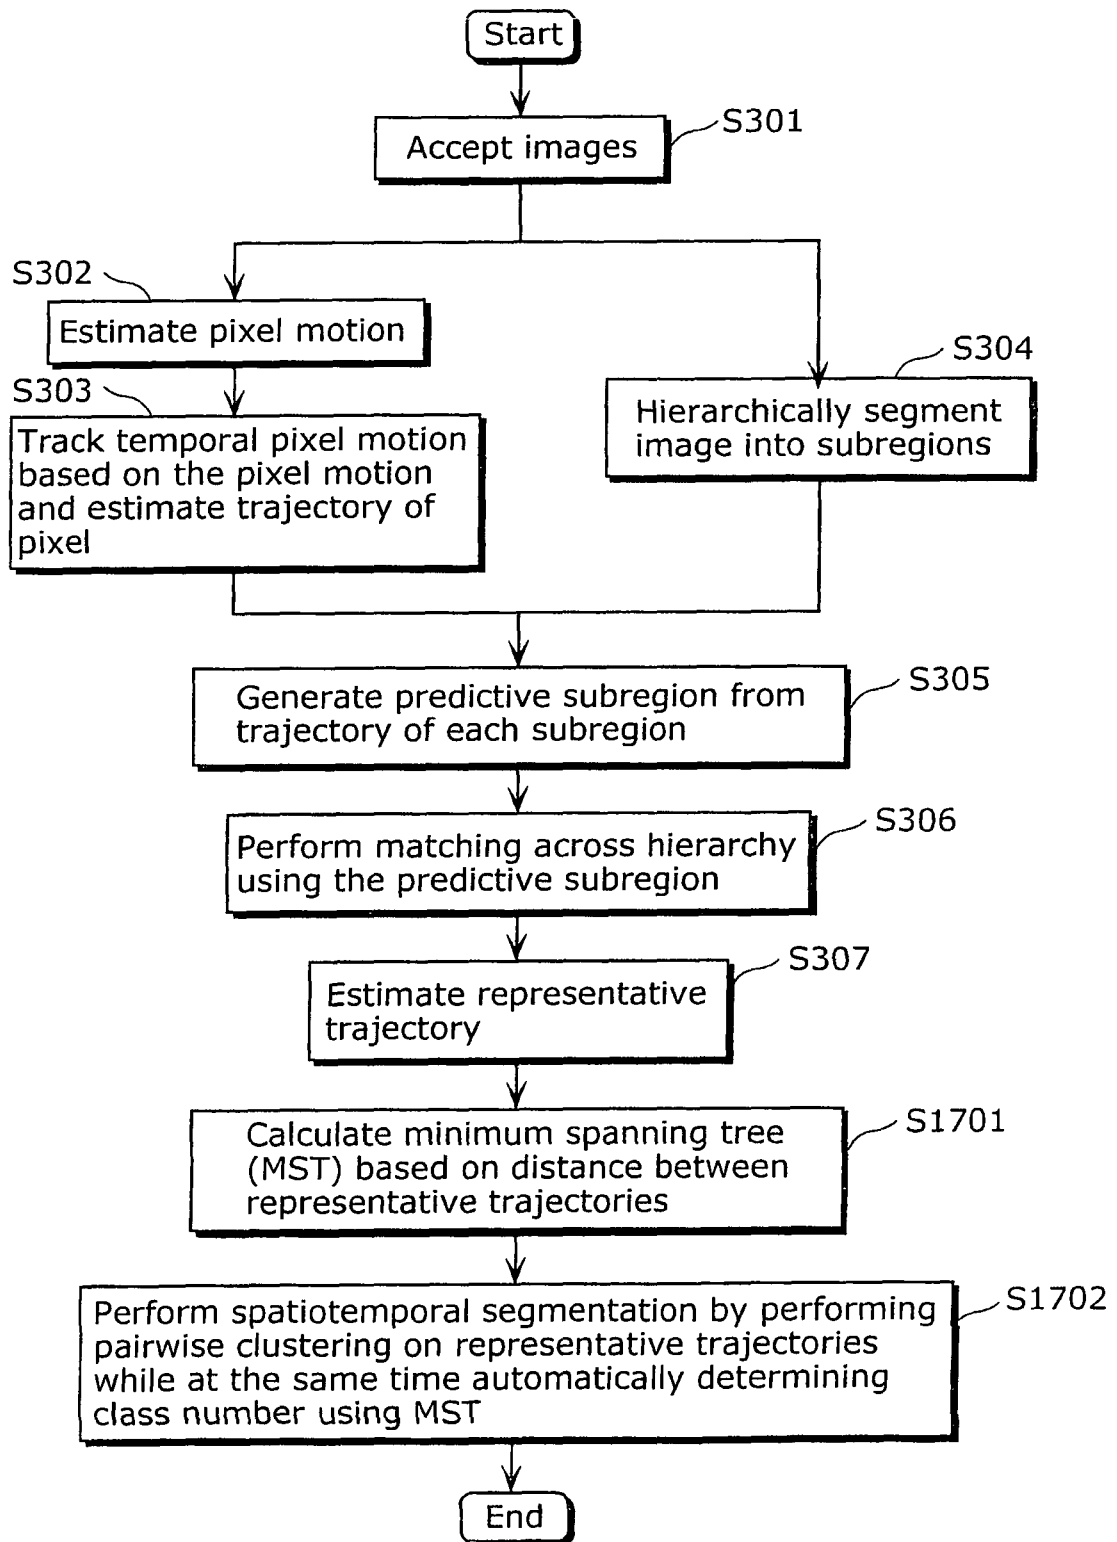 Start
S301
Accept images
S302
Estimate pixel motion
S303
Track temporal pixel motion
based on the pixel motion
and estimate trajectory of
pixel
S304
Hierarchically segment
image into subregions
S305
Generate predictive subregion from
trajectory of each subregion
S306
Perform matching across hierarchy
using the predictive subregion
S307
Estimate representative
trajectory
S1701
Calculate minimum spanning tree
(MST) based on distance between
representative trajectories
S1702
Perform spatiotemporal segmentation by performing
pairwise clustering on representative trajectories
while at the same time automatically determining
class number using MST
End